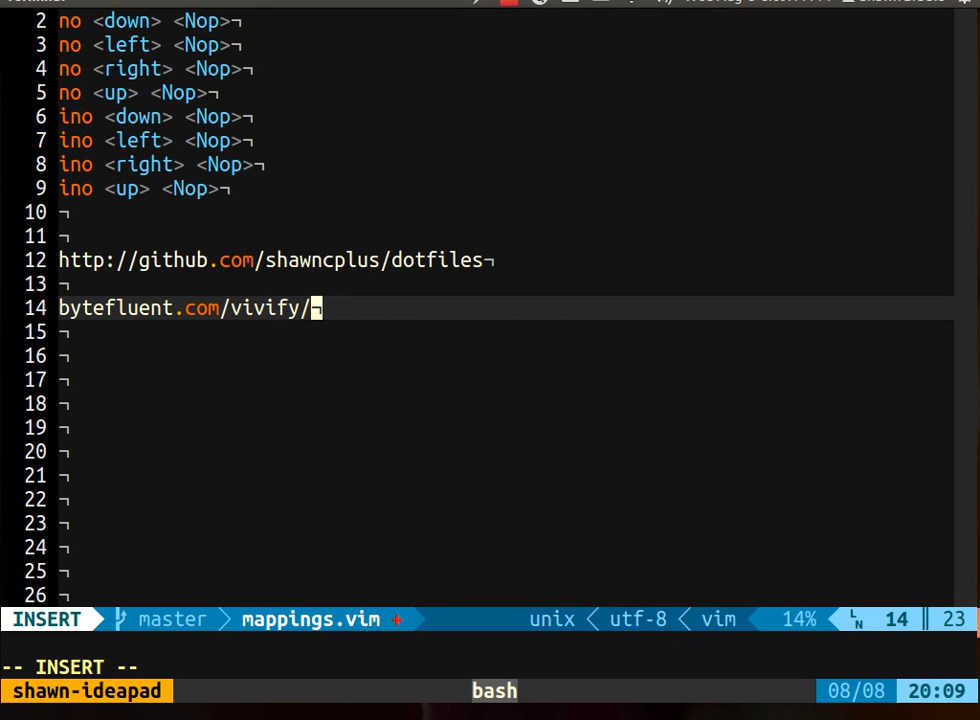 2 no <down> <Nop>¬
3 no <left> <Nop>¬
4 no <right> <Nop>¬
5 no <up> <Nop>¬
6 ino <down> <Nop>¬
7 ino <left> <Nop>¬
8 ino <right> <Nop>¬
9 ino <up> <Nop>¬
10 ¬
11 ¬
12 http://github.com/shawncplus/dotfiles¬
13 ¬
14 bytefluent.com/vivify/¬
15 ¬
16 ¬
17 ¬
18 ¬
19 ¬
20 ¬
21 ¬
22 ¬
23 ¬
24 ¬
25 ¬
26 ¬
INSERT master mappings.vim + unix utf-8 vim 14% LN 14 23
-- INSERT --
shawn-ideapad bash 08/08 20:09